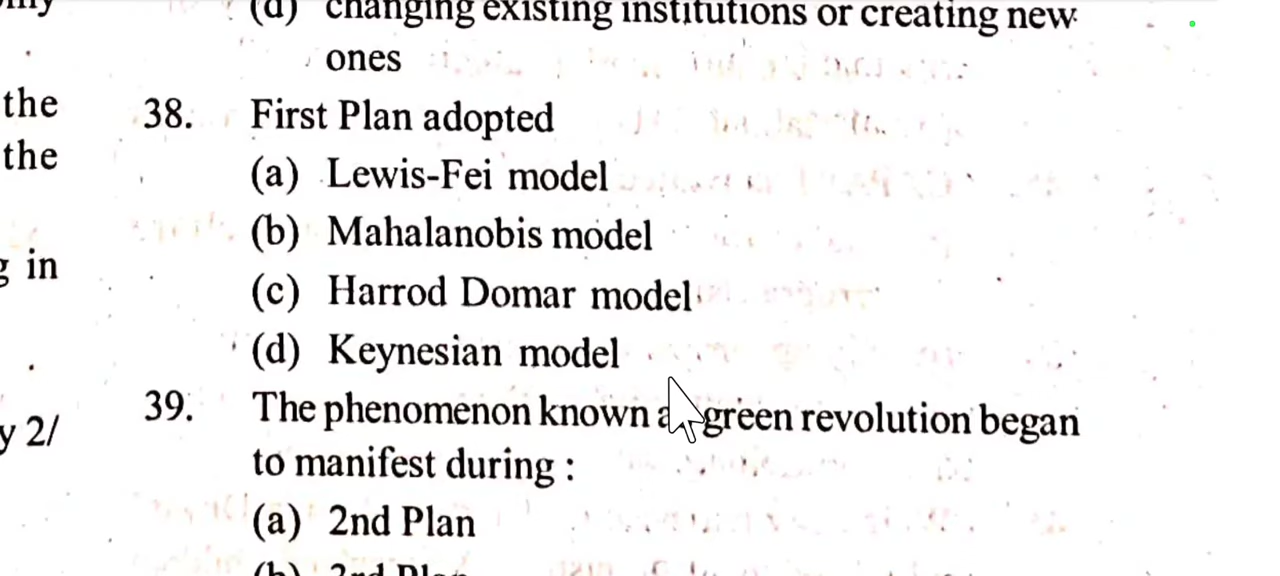 (d) changing existing institutions or creating new
ones
the
38. First Plan adopted
the
(a) Lewis-Fei model
(b) Mahalanobis model
in
(c) Harrod Domar model
(d) Keynesian model
39. The phenomenon known green revolution began
y 2/
to manifest during :
(a) 2nd Plan